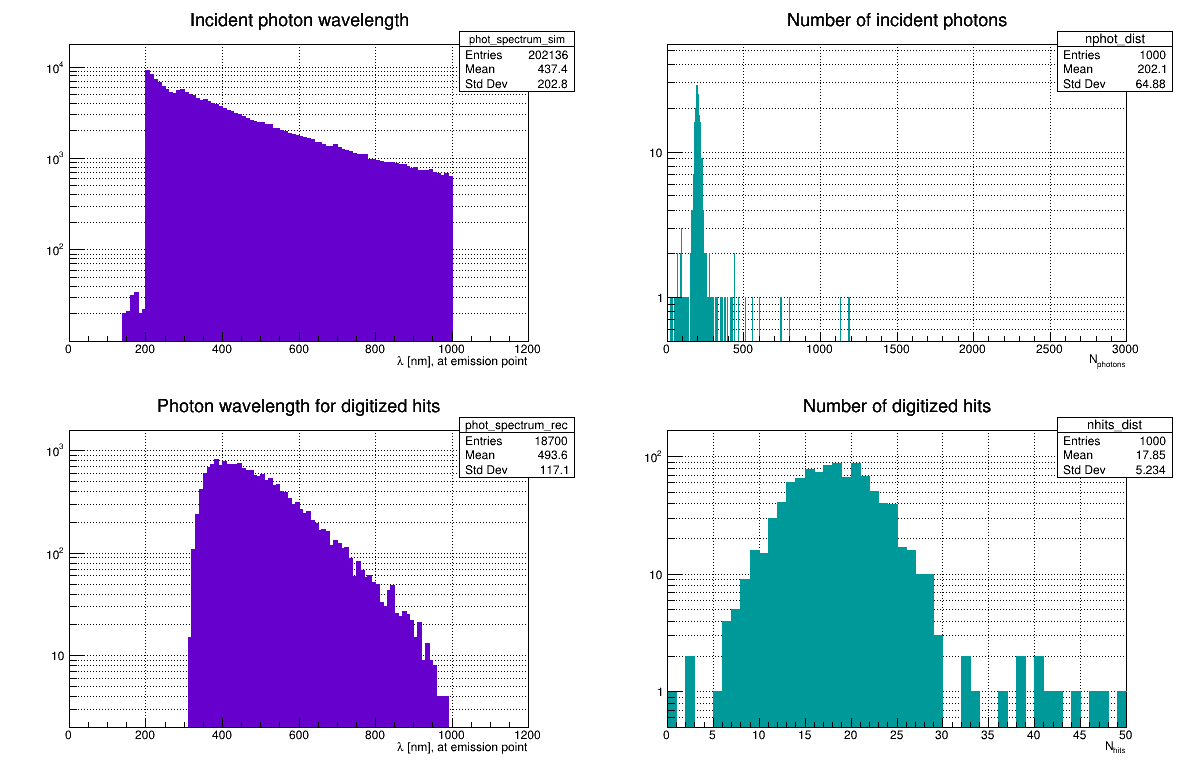 Incident photon wavelength
phot_spectrum_sim
Entries 202136
Mean 437.4
Std Dev 202.8
10^4
10^3
10^2
0 200 400 600 800 1000 1200
λ [nm], at emission point
Number of incident photons
nphot_dist
Entries 1000
Mean 202.1
Std Dev 64.88
10
1
0 500 1000 1500 2000 2500 3000
N_photons
Photon wavelength for digitized hits
phot_spectrum_rec
Entries 18700
Mean 493.6
Std Dev 117.1
10^3
10^2
10
0 200 400 600 800 1000 1200
λ [nm], at emission point
Number of digitized hits
nhits_dist
Entries 1000
Mean 17.85
Std Dev 5.234
10^2
10
1
0 5 10 15 20 25 30 35 40 45 50
N_hits